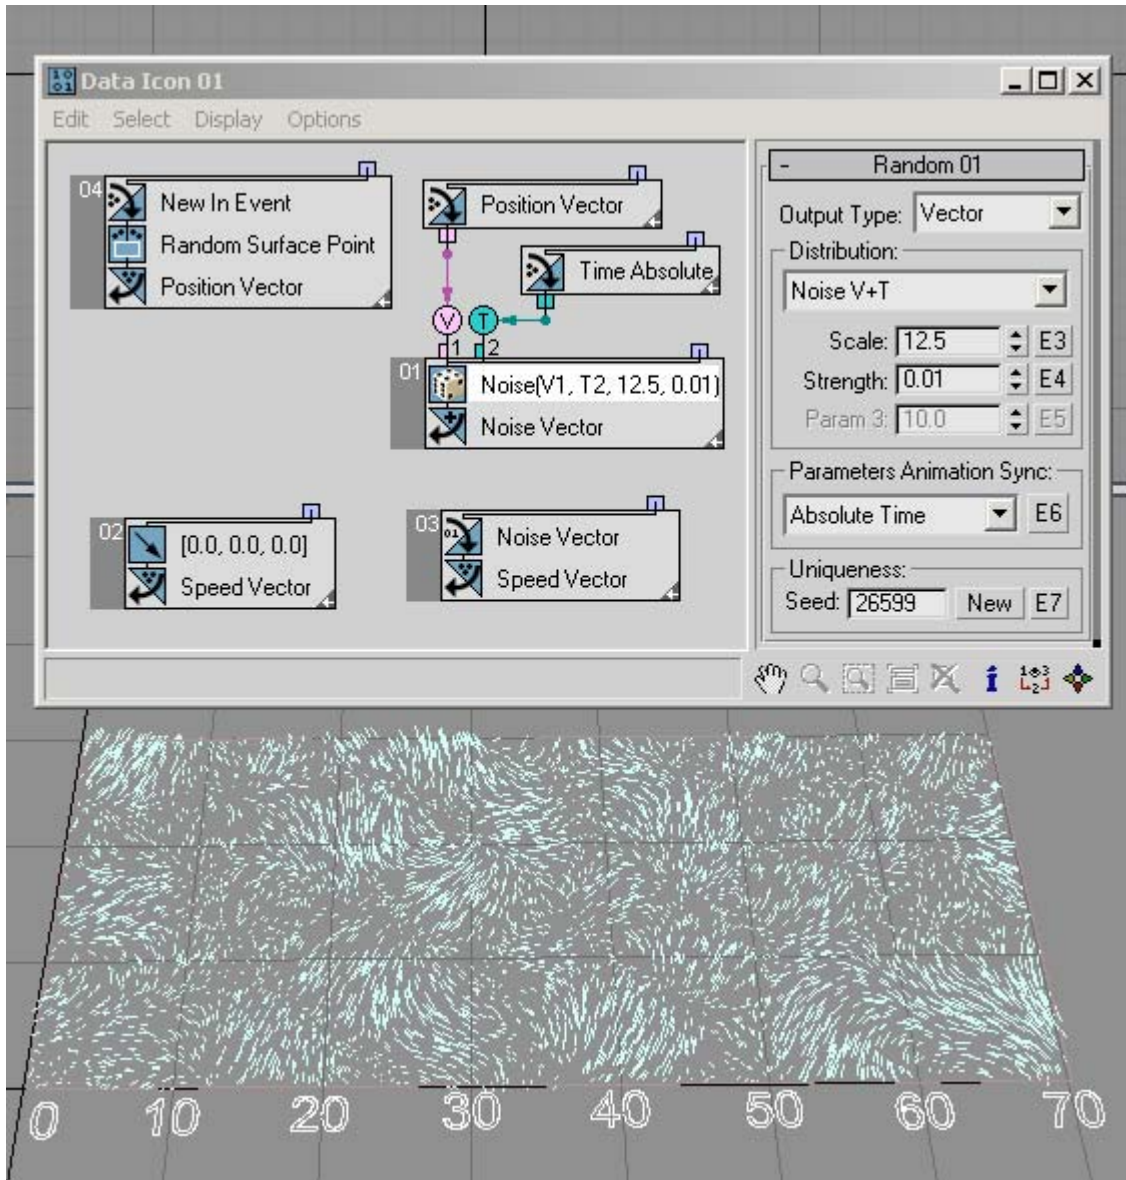 Data Icon 01
Edit Select Display Options
04
New In Event
Random Surface Point
Position Vector
Position Vector
Time Absolute
V
T
1
2
01
Noise(V1, T2, 12.5, 0.01)
Noise Vector
02
[0.0, 0.0, 0.0]
Speed Vector
03
Noise Vector
Speed Vector
- Random 01
Output Type: Vector
Distribution:
Noise V+T
Scale: 12.5 E3
Strength: 0.01 E4
Param 3: 10.0 E5
Parameters Animation Sync:
Absolute Time E6
Uniqueness:
Seed: 26599 New E7
0 10 20 30 40 50 60 70